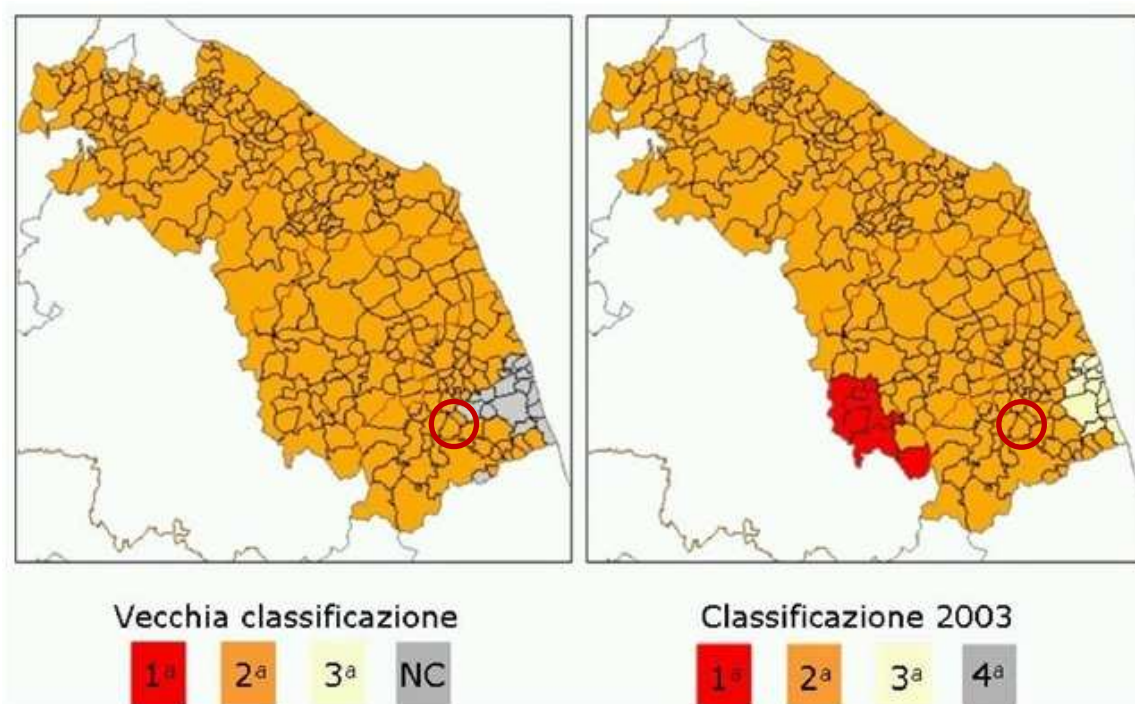 Vecchia classificazione
1ª 2ª 3ª NC
Classificazione 2003
1ª 2ª 3ª 4ª